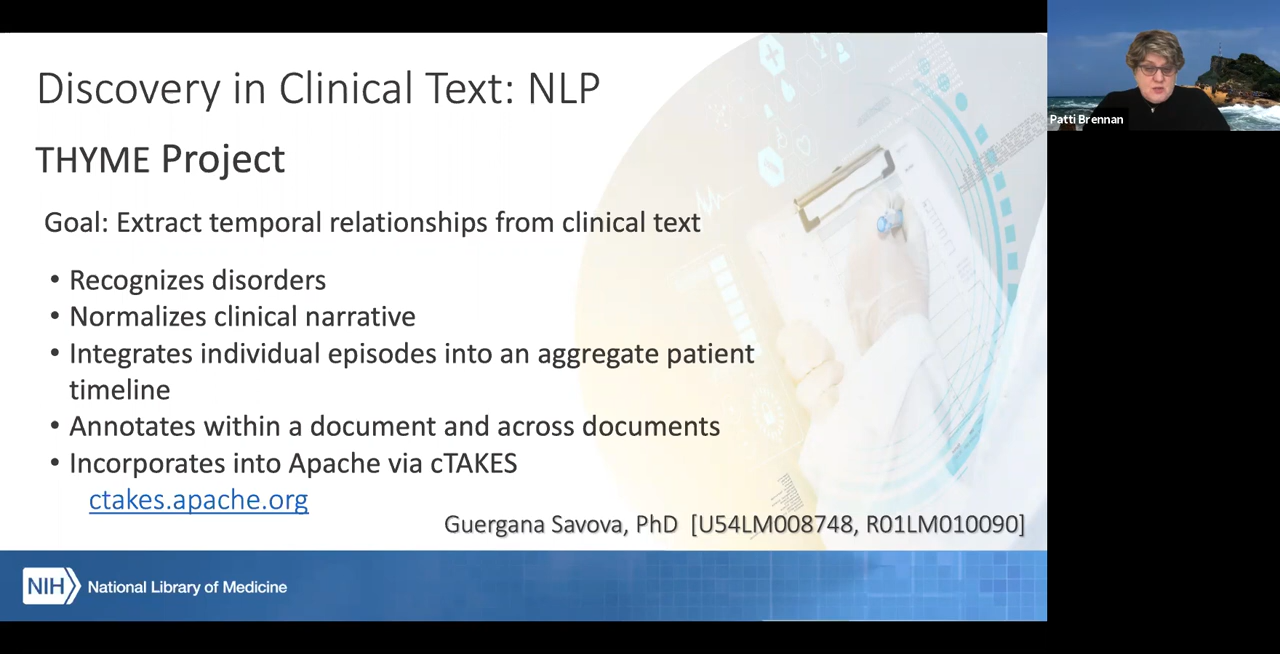 Discovery in Clinical Text: NLP
THYME Project
Goal: Extract temporal relationships from clinical text
• Recognizes disorders
• Normalizes clinical narrative
• Integrates individual episodes into an aggregate patient
timeline
• Annotates within a document and across documents
• Incorporates into Apache via cTAKES
ctakes.apache.org
Guergana Savova, PhD [U54LM008748, R01LM010090]
NIH National Library of Medicine
Patti Brennan